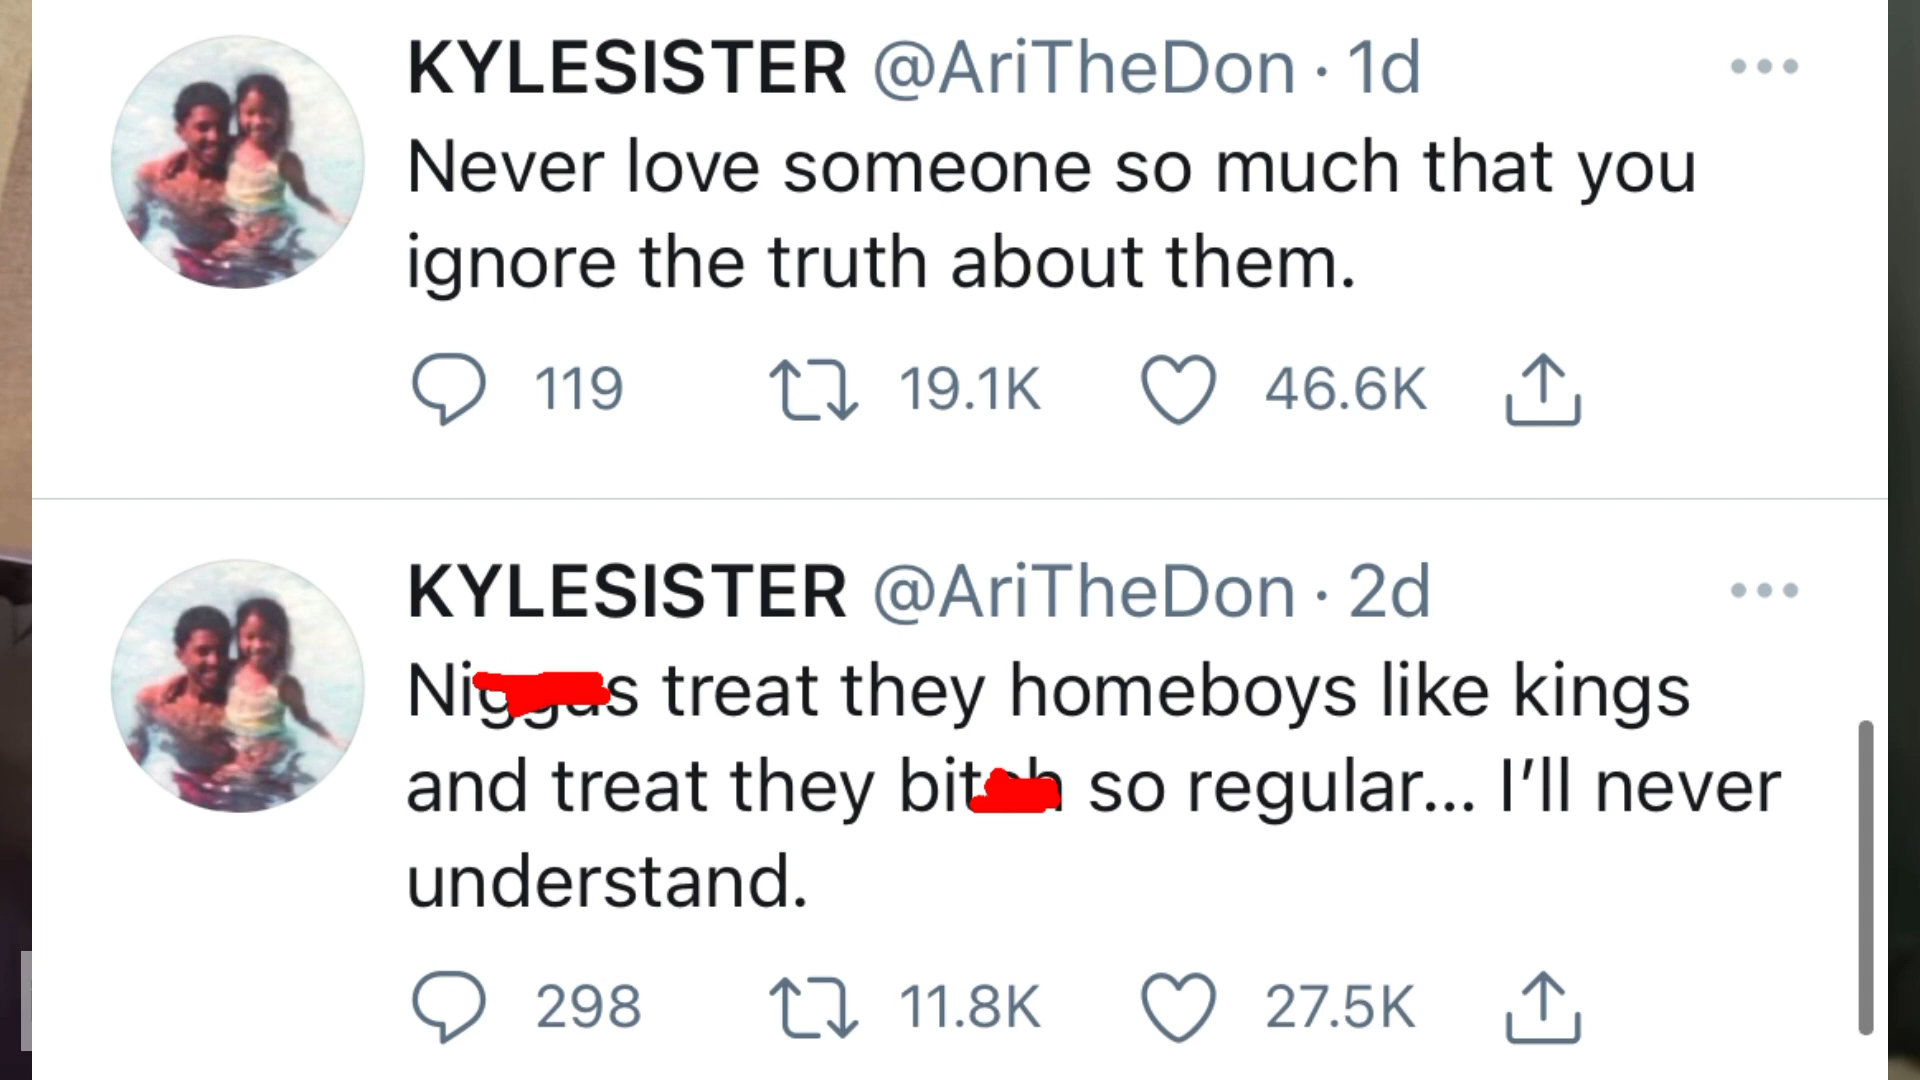 KYLESISTER @AriTheDon · 1d
Never love someone so much that you
ignore the truth about them.
119 19.1K 46.6K
KYLESISTER @AriTheDon · 2d
Niggas treat they homeboys like kings
and treat they bitch so regular... I’ll never
understand.
298 11.8K 27.5K